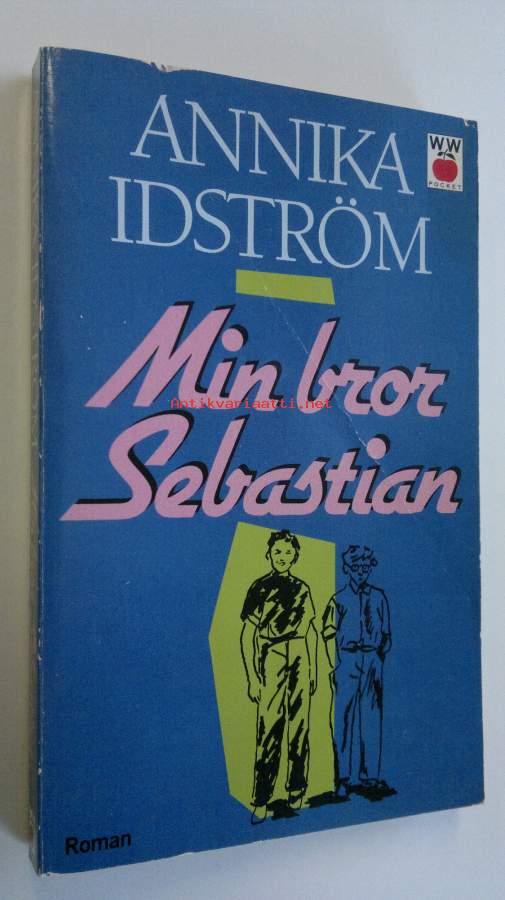 ANNIKA
IDSTRÖM
WW
POCKET
Min bror
Antikvariaatti.net
Sebastian
Roman